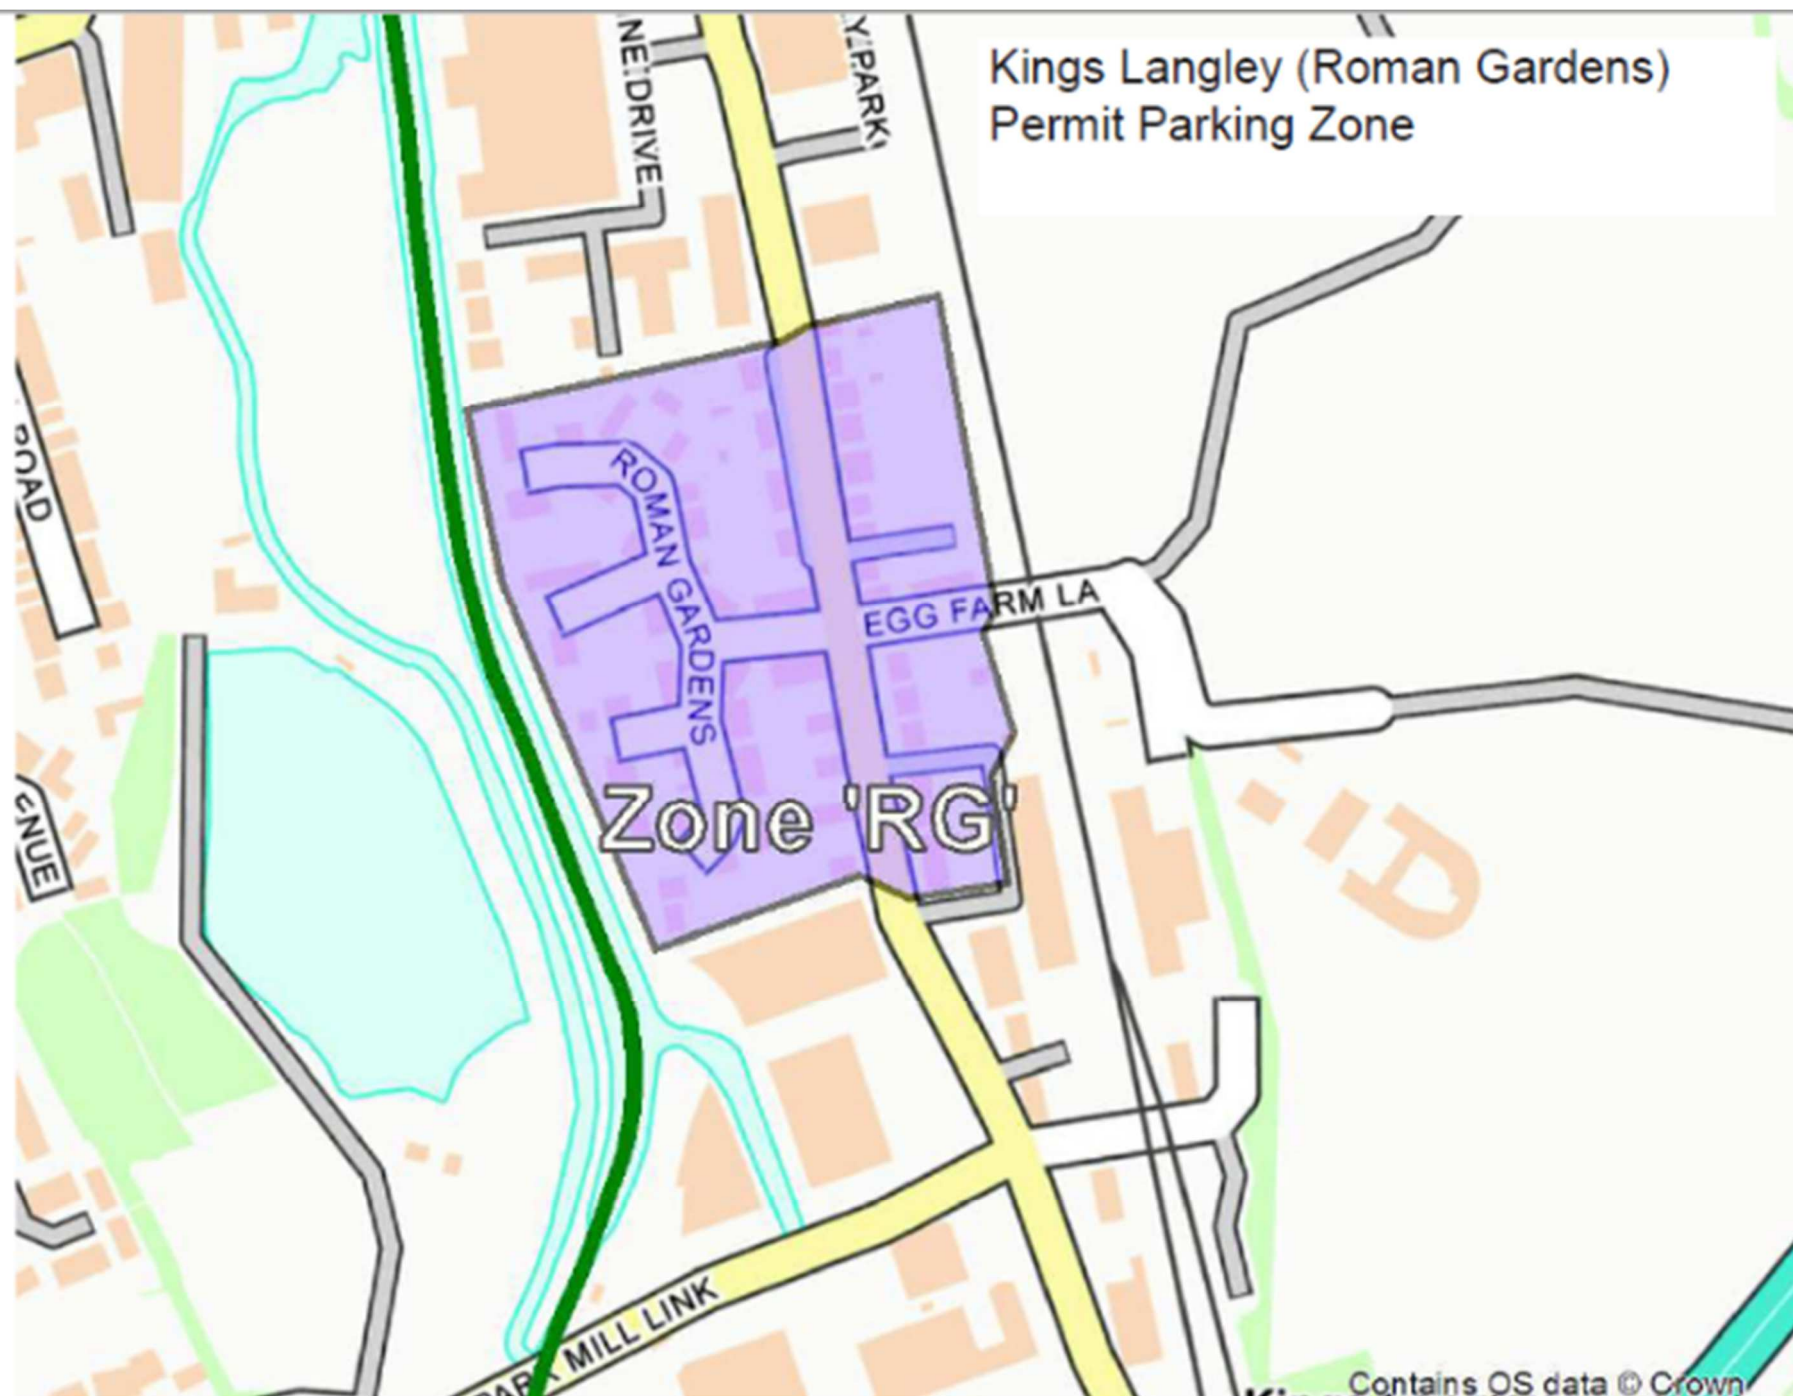 Kings Langley (Roman Gardens)
Permit Parking Zone
NE DRIVE
Y PARK
ROAD
ROMAN GARDENS
EGG FARM LA
Zone 'RG'
ENUE
PARK MILL LINK
Contains OS data © Crown